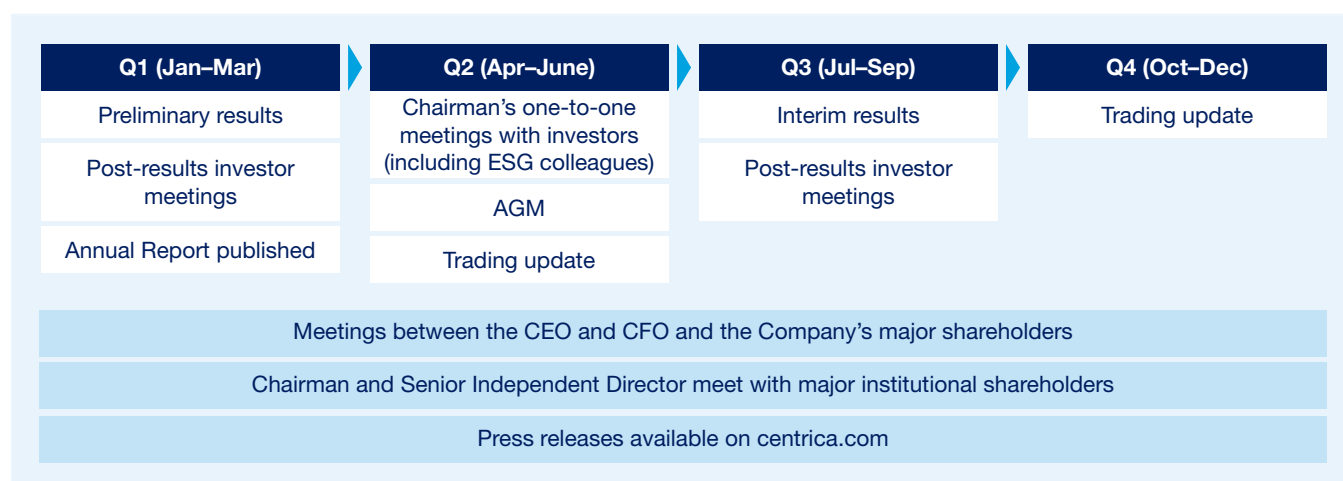 Q1 (Jan–Mar)
Preliminary results
Post-results investor
meetings
Annual Report published
Q2 (Apr–June)
Chairman’s one-to-one
meetings with investors
(including ESG colleagues)
AGM
Trading update
Q3 (Jul–Sep)
Interim results
Post-results investor
meetings
Q4 (Oct–Dec)
Trading update
Meetings between the CEO and CFO and the Company’s major shareholders
Chairman and Senior Independent Director meet with major institutional shareholders
Press releases available on centrica.com